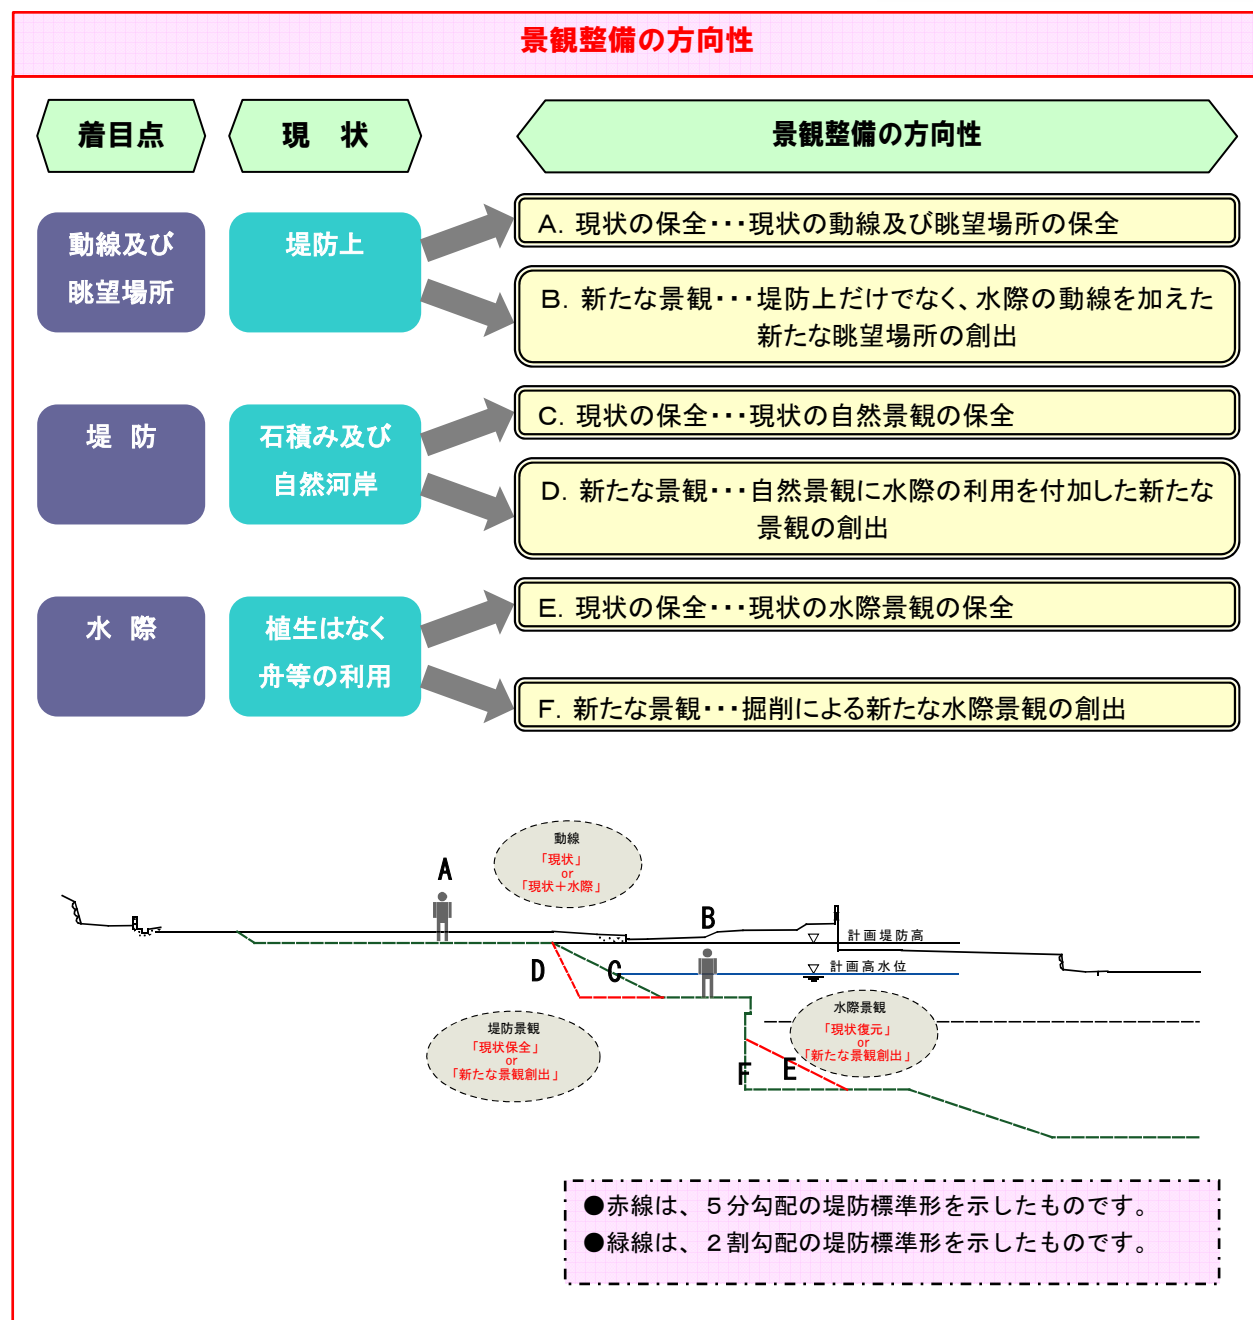 景観整備の方向性
着目点
現　状
景観整備の方向性
動線及び
眺望場所
堤防上
A. 現状の保全・・・現状の動線及び眺望場所の保全
B. 新たな景観・・・堤防上だけでなく、水際の動線を加えた
新たな眺望場所の創出
堤 防
石積み及び
自然河岸
C. 現状の保全・・・現状の自然景観の保全
D. 新たな景観・・・自然景観に水際の利用を付加した新たな
景観の創出
水 際
植生はなく
舟等の利用
E. 現状の保全・・・現状の水際景観の保全
F. 新たな景観・・・掘削による新たな水際景観の創出
動線
「現状」
or
「現状＋水際」
A
B
計画堤防高
計画高水位
D
C
堤防景観
「現状保全」
or
「新たな景観創出」
水際景観
「現状復元」
or
「新たな景観創出」
F
E
●赤線は、５分勾配の堤防標準形を示したものです。
●緑線は、２割勾配の堤防標準形を示したものです。